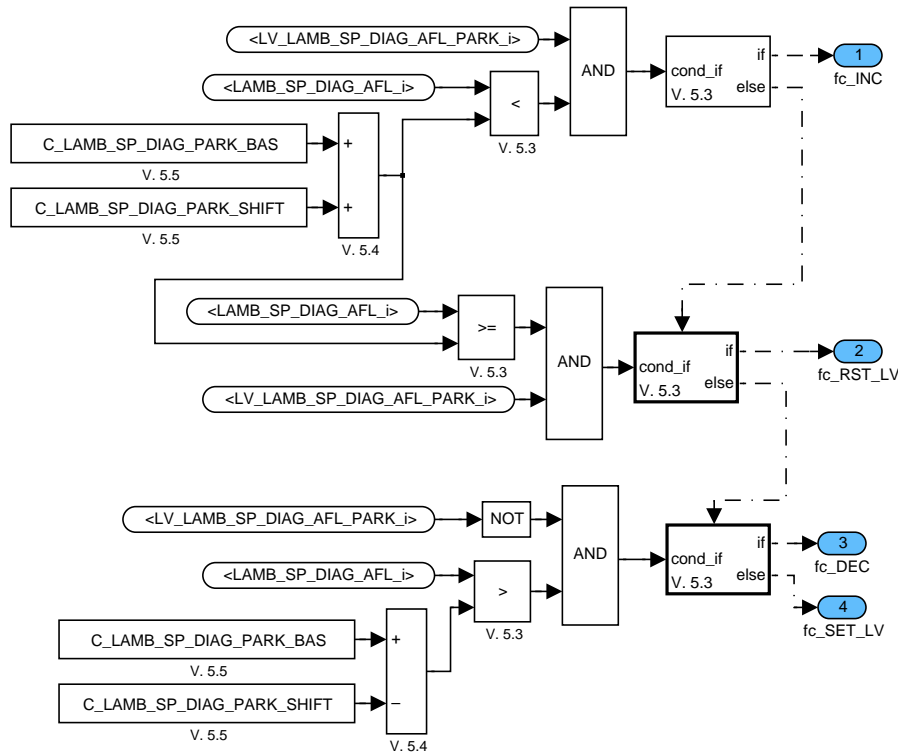 <LV_LAMB_SP_DIAG_AFL_PARK_i>
<LAMB_SP_DIAG_AFL_i>
<
V. 5.3
AND
cond_if
V. 5.3
if
else
1
fc_INC
C_LAMB_SP_DIAG_PARK_BAS
V. 5.5
C_LAMB_SP_DIAG_PARK_SHIFT
V. 5.5
+
+
V. 5.4
<LAMB_SP_DIAG_AFL_i>
>=
V. 5.3
<LV_LAMB_SP_DIAG_AFL_PARK_i>
AND
cond_if
V. 5.3
if
else
2
fc_RST_LV
<LV_LAMB_SP_DIAG_AFL_PARK_i>
NOT
<LAMB_SP_DIAG_AFL_i>
>
V. 5.3
AND
cond_if
V. 5.3
if
else
3
fc_DEC
4
fc_SET_LV
C_LAMB_SP_DIAG_PARK_BAS
V. 5.5
C_LAMB_SP_DIAG_PARK_SHIFT
V. 5.5
+
−
V. 5.4